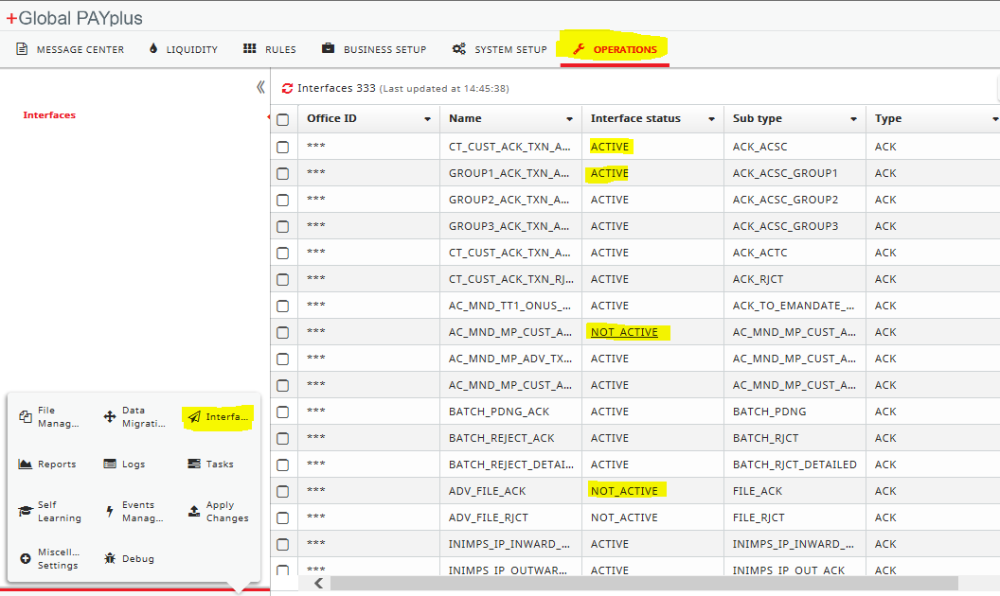 +Global PAYplus
MESSAGE CENTER LIQUIDITY RULES BUSINESS SETUP SYSTEM SETUP OPERATIONS
Interfaces 333 (Last updated at 14:45:38)
Interfaces
Office ID Name Interface status Sub type Type
*** CT_CUST_ACK_TXN_A... ACTIVE ACK_ACSC ACK
*** GROUP1_ACK_TXN_A... ACTIVE ACK_ACSC_GROUP1 ACK
*** GROUP2_ACK_TXN_A... ACTIVE ACK_ACSC_GROUP2 ACK
*** GROUP3_ACK_TXN_A... ACTIVE ACK_ACSC_GROUP3 ACK
*** CT_CUST_ACK_TXN_A... ACTIVE ACK_ACTC ACK
*** CT_CUST_ACK_TXN_RJ... ACTIVE ACK_RJCT ACK
*** AC_MND_TT1_ONUS_... ACTIVE ACK_TO_EMANDATE_... ACK
*** AC_MND_MP_CUST_A... NOT_ACTIVE AC_MND_MP_CUST_A... ACK
*** AC_MND_MP_ADV_TX... ACTIVE AC_MND_MP_CUST_A... ACK
*** AC_MND_MP_CUST_A... ACTIVE AC_MND_MP_CUST_A... ACK
*** BATCH_PDNG_ACK ACTIVE BATCH_PDNG ACK
*** BATCH_REJECT_ACK ACTIVE BATCH_RJCT ACK
*** BATCH_REJECT_DETAI... ACTIVE BATCH_RJCT_DETAILED ACK
*** ADV_FILE_ACK NOT_ACTIVE FILE_ACK ACK
*** ADV_FILE_RJCT NOT_ACTIVE FILE_RJCT ACK
*** INIMPS_IP_INWARD_... ACTIVE INIMPS_IP_INWARD_... ACK
*** INIMPS_IP_OUTWAR... ACTIVE INIMPS_IP_OUT_ACK ACK
File Data Interfa...
Manag... Migrati...
Reports Logs Tasks
Self Events Apply
Learning Manag... Changes
Miscell... Debug
Settings